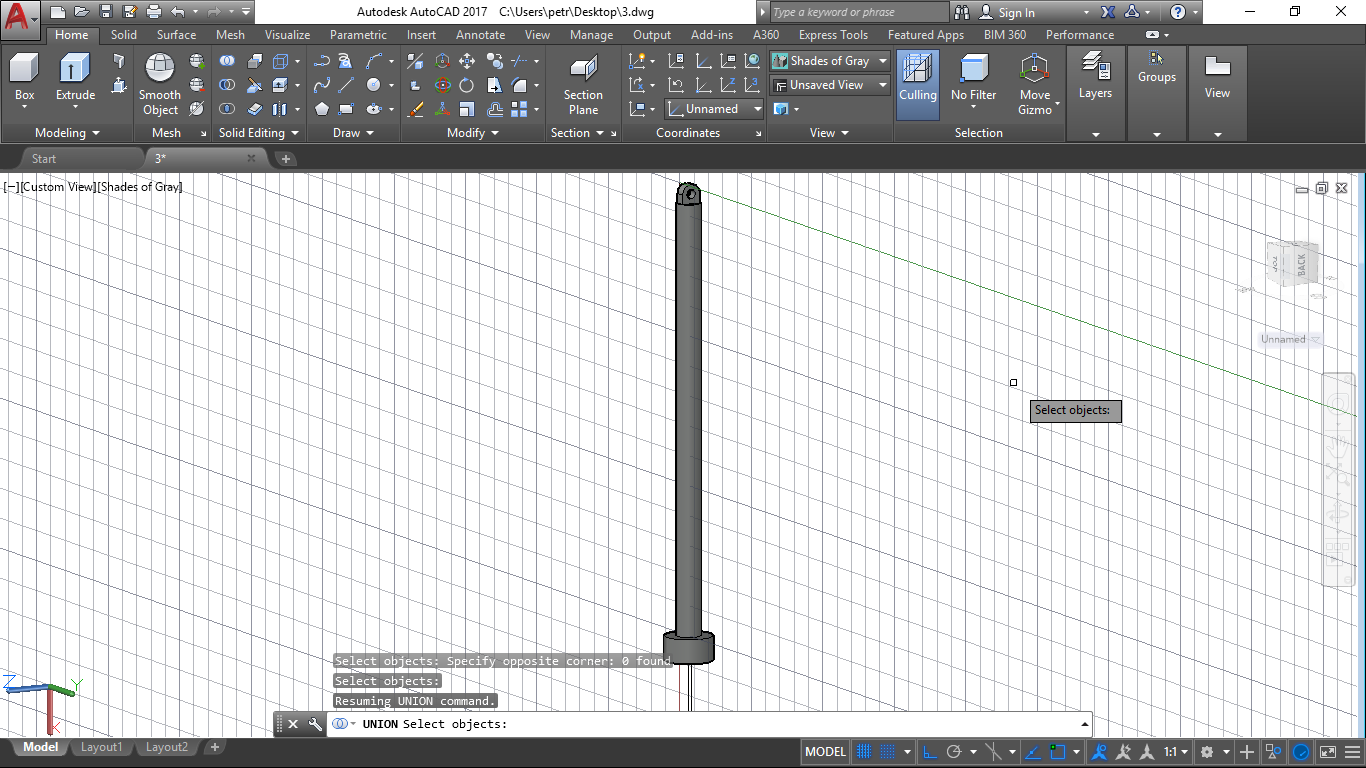 Autodesk AutoCAD 2017 C:\Users\petr\Desktop\3.dwg
Type a keyword or phrase
Sign In
Home Solid Surface Mesh Visualize Parametric Insert Annotate View Manage Output Add-ins A360 Express Tools Featured Apps BIM 360 Performance
Box
Extrude
Smooth
Object
Section
Plane
Shades of Gray
Unsaved View
Unnamed
Culling
No Filter
Move
Gizmo
Layers
Groups
View
Modeling Mesh Solid Editing Draw Modify Section Coordinates View Selection
Start
3*
[−][Custom View][Shades of Gray]
TOP
BACK
Unnamed
Select objects:
Select objects: Specify opposite corner: 0 found
Select objects:
Resuming UNION command.
UNION Select objects:
Z
Y
X
Model Layout1 Layout2 +
MODEL
1:1